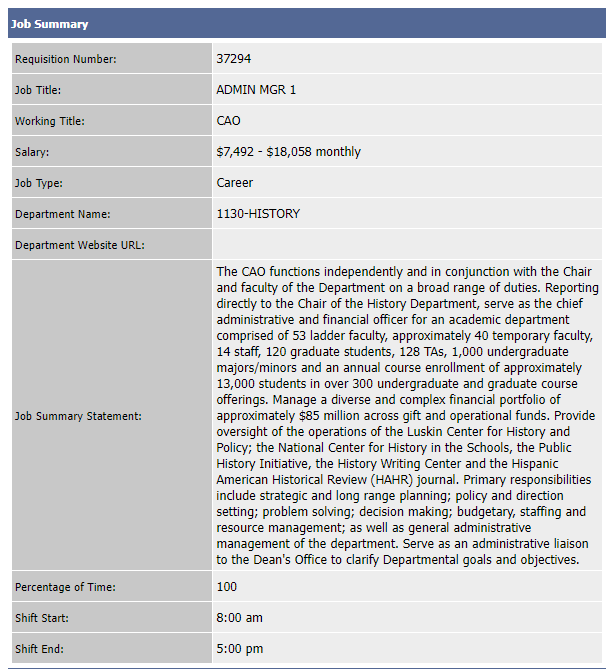 Job Summary
Requisition Number: 37294
Job Title: ADMIN MGR 1
Working Title: CAO
Salary: $7,492 - $18,058 monthly
Job Type: Career
Department Name: 1130-HISTORY
Department Website URL:
Job Summary Statement:
The CAO functions independently and in conjunction with the Chair
and faculty of the Department on a broad range of duties. Reporting
directly to the Chair of the History Department, serve as the chief
administrative and financial officer for an academic department
comprised of 53 ladder faculty, approximately 40 temporary faculty,
14 staff, 120 graduate students, 128 TAs, 1,000 undergraduate
majors/minors and an annual course enrollment of approximately
13,000 students in over 300 undergraduate and graduate course
offerings. Manage a diverse and complex financial portfolio of
approximately $85 million across gift and operational funds. Provide
oversight of the operations of the Luskin Center for History and
Policy; the National Center for History in the Schools, the Public
History Initiative, the History Writing Center and the Hispanic
American Historical Review (HAHR) journal. Primary responsibilities
include strategic and long range planning; policy and direction
setting; problem solving; decision making; budgetary, staffing and
resource management; as well as general administrative
management of the department. Serve as an administrative liaison
to the Dean's Office to clarify Departmental goals and objectives.
Percentage of Time: 100
Shift Start: 8:00 am
Shift End: 5:00 pm